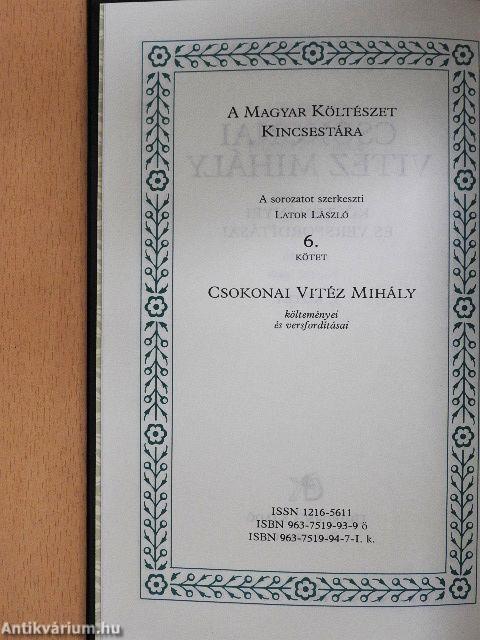 A Magyar Költészet
Kincsestára
A sorozatot szerkeszti
Lator László
6.
kötet
Csokonai Vitéz Mihály
költeményei
és versfordításai
ISSN 1216-5611
ISBN 963-7519-93-9 ö
ISBN 963-7519-94-7-I. k.
Antikvárium.hu